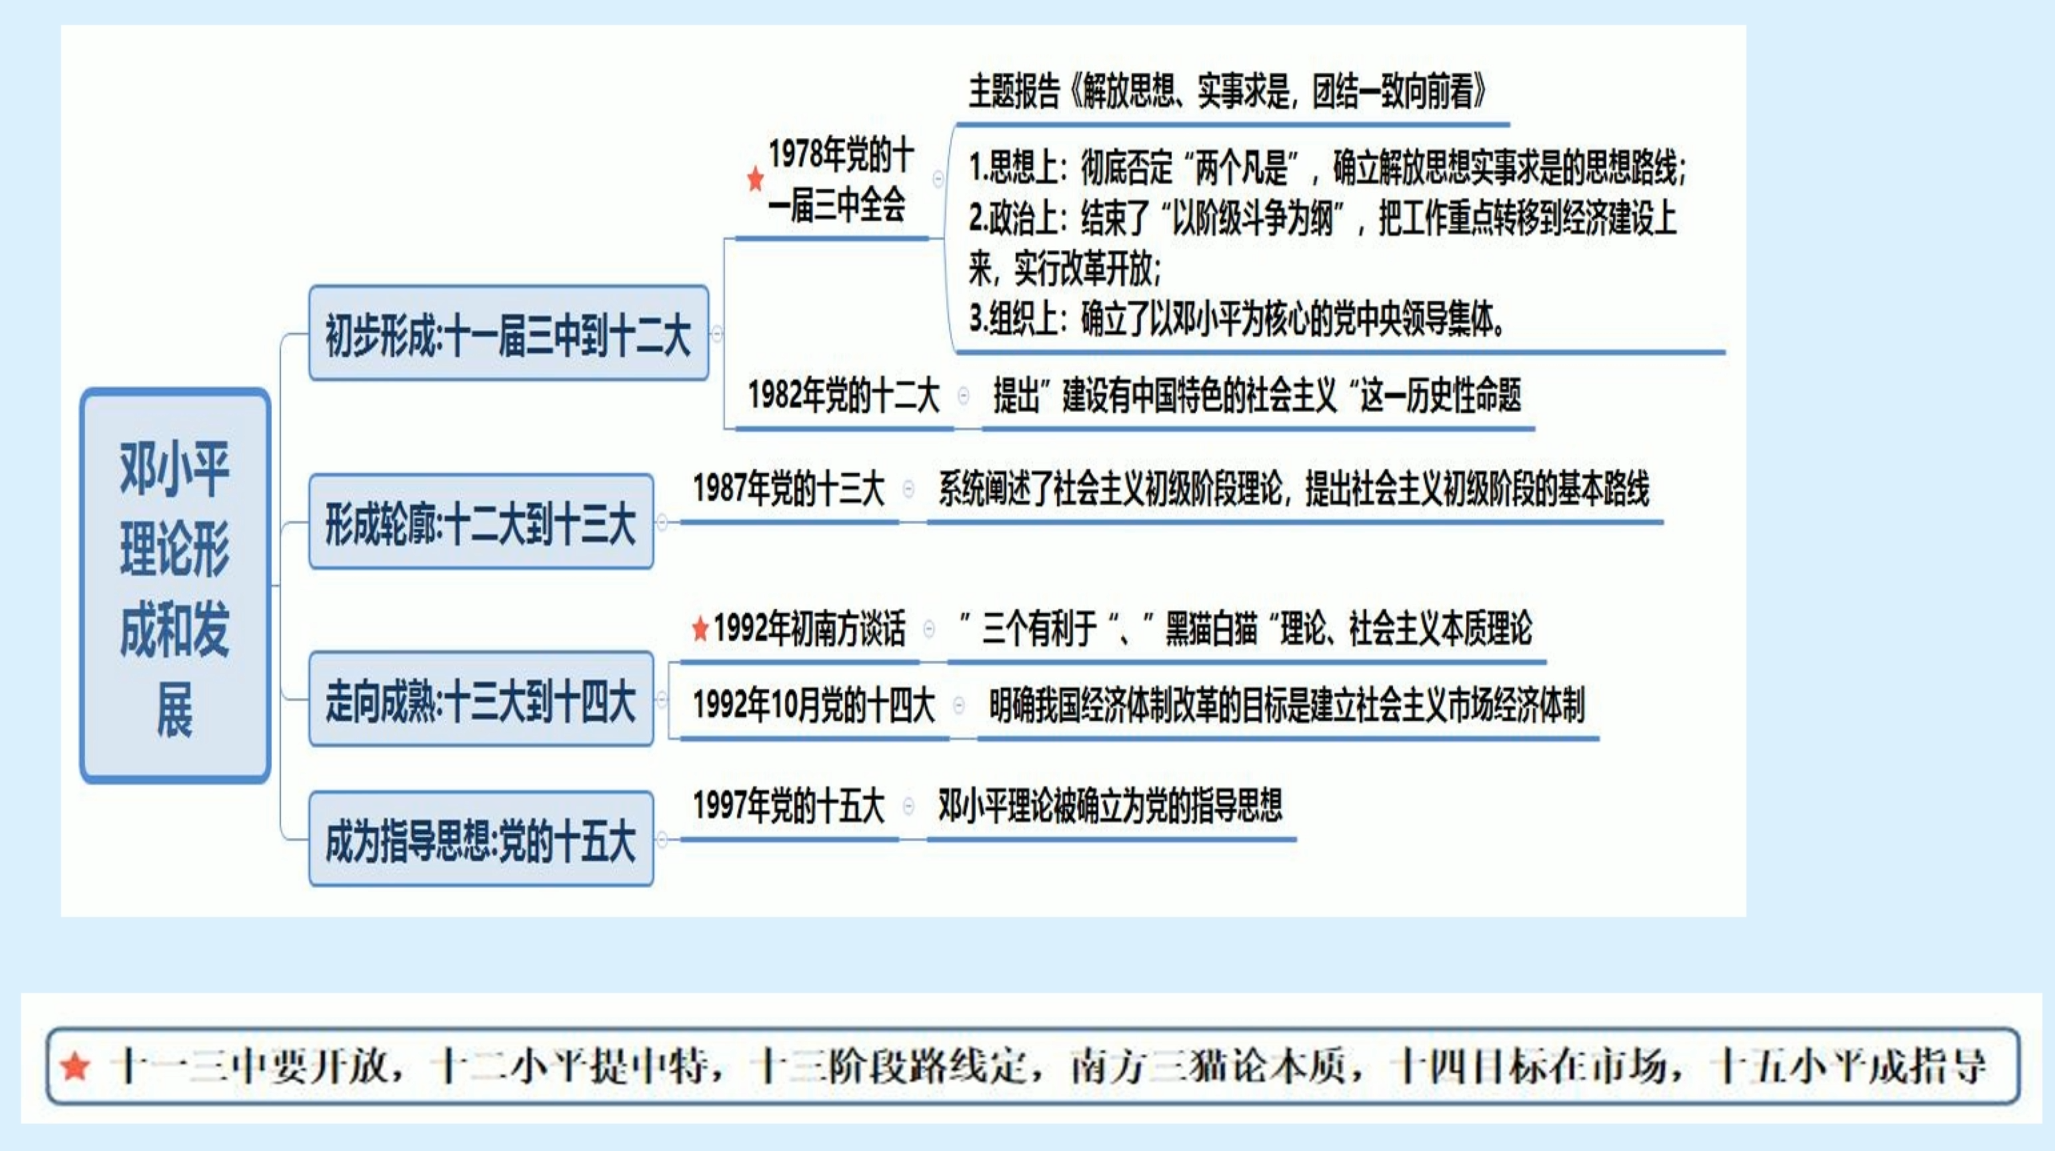 邓小平
理论形
成和发
展
初步形成:十一届三中到十二大
1978年党的十
一届三中全会
主题报告《解放思想、实事求是，团结一致向前看》
1.思想上：彻底否定“两个凡是”，确立解放思想实事求是的思想路线；
2.政治上：结束了“以阶级斗争为纲”，把工作重点转移到经济建设上
来，实行改革开放；
3.组织上：确立了以邓小平为核心的党中央领导集体。
1982年党的十二大
提出”建设有中国特色的社会主义“这一历史性命题
形成轮廓:十二大到十三大
1987年党的十三大
系统阐述了社会主义初级阶段理论，提出社会主义初级阶段的基本路线
走向成熟:十三大到十四大
1992年初南方谈话
”三个有利于“、”黑猫白猫“理论、社会主义本质理论
1992年10月党的十四大
明确我国经济体制改革的目标是建立社会主义市场经济体制
成为指导思想:党的十五大
1997年党的十五大
邓小平理论被确立为党的指导思想
十一三中要开放，十二小平提中特，十三阶段路线定，南方三猫论本质，十四目标在市场，十五小平成指导